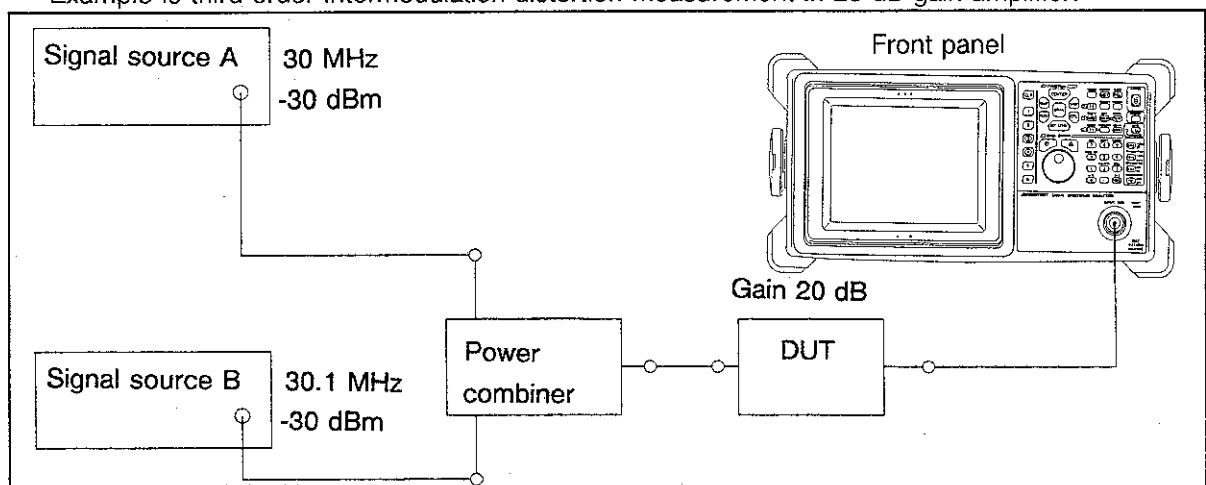 Example is third order intermodulation distortion measurement in 20 dB gain amplifier.
Signal source A
30 MHz
-30 dBm
Front panel
Gain 20 dB
Power
combiner
DUT
Signal source B
30.1 MHz
-30 dBm